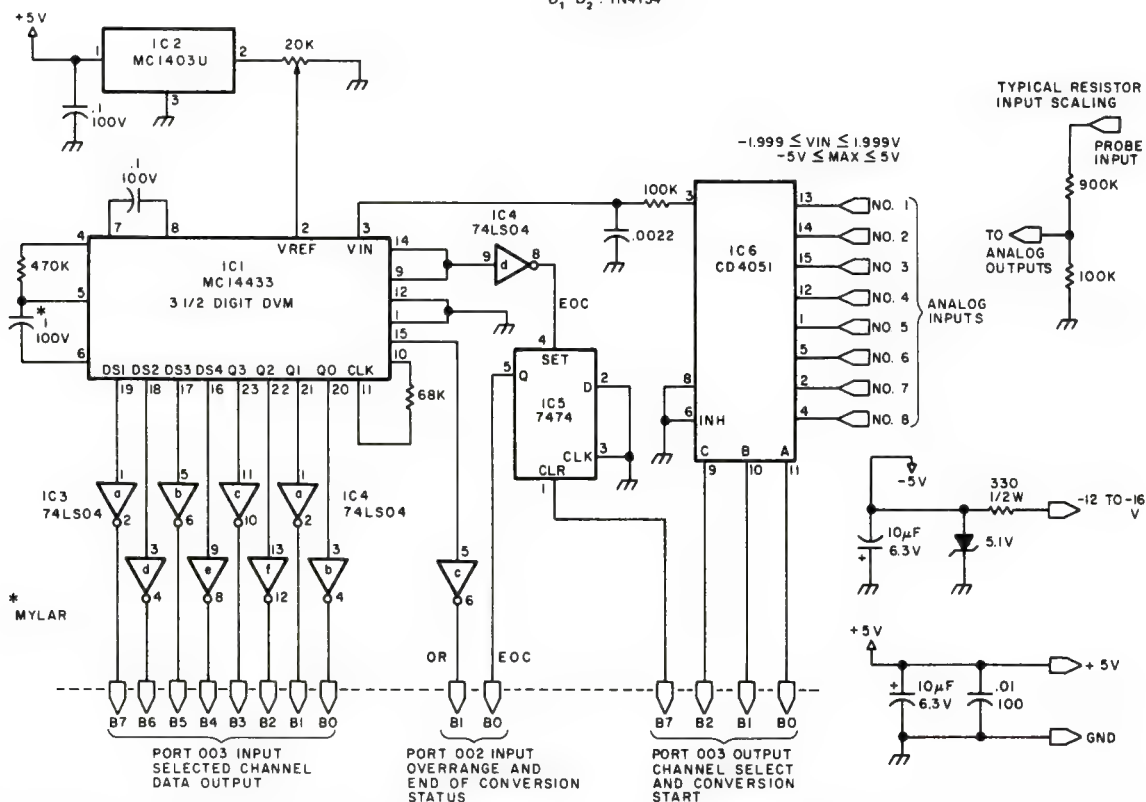 D1 D2 : 1N4154
+5V
1
IC2
MC1403U
2
20K
3
.1
100V
.1
100V
7
8
2
VREF
3
VIN
4
470K
5
*
1
100V
6
IC1
MC14433
3 1/2 DIGIT DVM
14
9
12
1
15
10
68K
DS1 DS2 DS3 DS4 Q3 Q2 Q1 Q0 CLK
19 18 17 16 23 22 21 20 11
IC4
74LS04
9
d
8
EOC
4
SET
5
Q
D
2
IC5
7474
CLK
3
CLR
1
100K
.0022
-1.999 ≤ VIN ≤ 1.999V
-5V ≤ MAX ≤ 5V
3
IC6
CD4051
13
NO. 1
14
NO. 2
15
NO. 3
12
NO. 4
1
NO. 5
5
NO. 6
2
NO. 7
4
NO. 8
ANALOG
INPUTS
8
6
INH
C B A
9 10 11
TYPICAL RESISTOR
INPUT SCALING
PROBE
INPUT
900K
TO
ANALOG
OUTPUTS
100K
IC3
74LS04
1
a
2
5
b
6
11
c
10
1
a
2
IC4
74LS04
3
d
4
9
e
8
13
f
12
3
b
4
5
c
6
*
MYLAR
OR
EOC
B7 B6 B5 B4 B3 B2 B1 B0
PORT 003 INPUT
SELECTED CHANNEL
DATA OUTPUT
B1 B0
PORT 002 INPUT
OVERRANGE AND
END OF CONVERSION
STATUS
B7 B2 B1 B0
PORT 003 OUTPUT
CHANNEL SELECT
AND CONVERSION
START
-5V
330
1/2W
-12 TO-16
V
10µF
6.3V
+
5.1V
+5V
+
10µF
6.3V
.01
100
+ 5V
GND